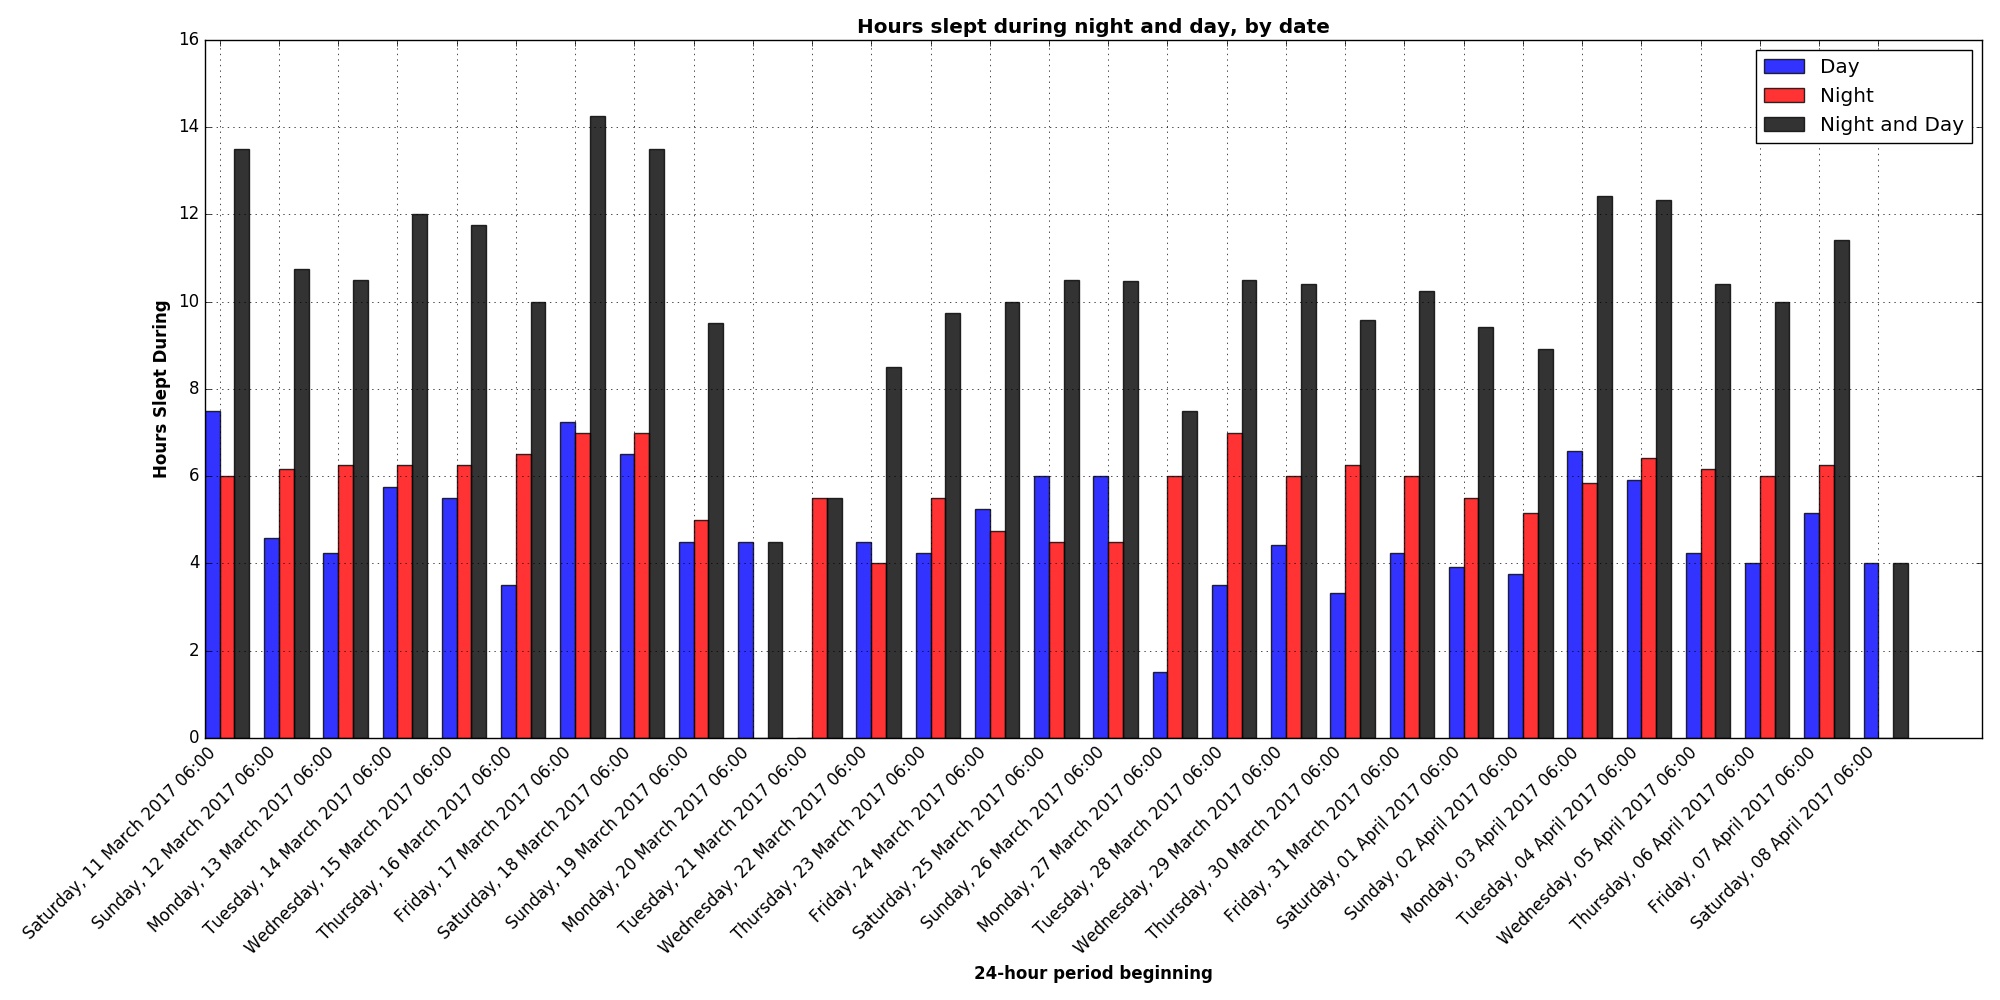 Hours slept during night and day, by date
16
14
12
10
8
6
4
2
0
Hours Slept During
Day
Night
Night and Day
Saturday, 11 March 2017 06:00
Sunday, 12 March 2017 06:00
Monday, 13 March 2017 06:00
Tuesday, 14 March 2017 06:00
Wednesday, 15 March 2017 06:00
Thursday, 16 March 2017 06:00
Friday, 17 March 2017 06:00
Saturday, 18 March 2017 06:00
Sunday, 19 March 2017 06:00
Monday, 20 March 2017 06:00
Tuesday, 21 March 2017 06:00
Wednesday, 22 March 2017 06:00
Thursday, 23 March 2017 06:00
Friday, 24 March 2017 06:00
Saturday, 25 March 2017 06:00
Sunday, 26 March 2017 06:00
Monday, 27 March 2017 06:00
Tuesday, 28 March 2017 06:00
Wednesday, 29 March 2017 06:00
Thursday, 30 March 2017 06:00
Friday, 31 March 2017 06:00
Saturday, 01 April 2017 06:00
Sunday, 02 April 2017 06:00
Monday, 03 April 2017 06:00
Tuesday, 04 April 2017 06:00
Wednesday, 05 April 2017 06:00
Thursday, 06 April 2017 06:00
Friday, 07 April 2017 06:00
Saturday, 08 April 2017 06:00
24-hour period beginning